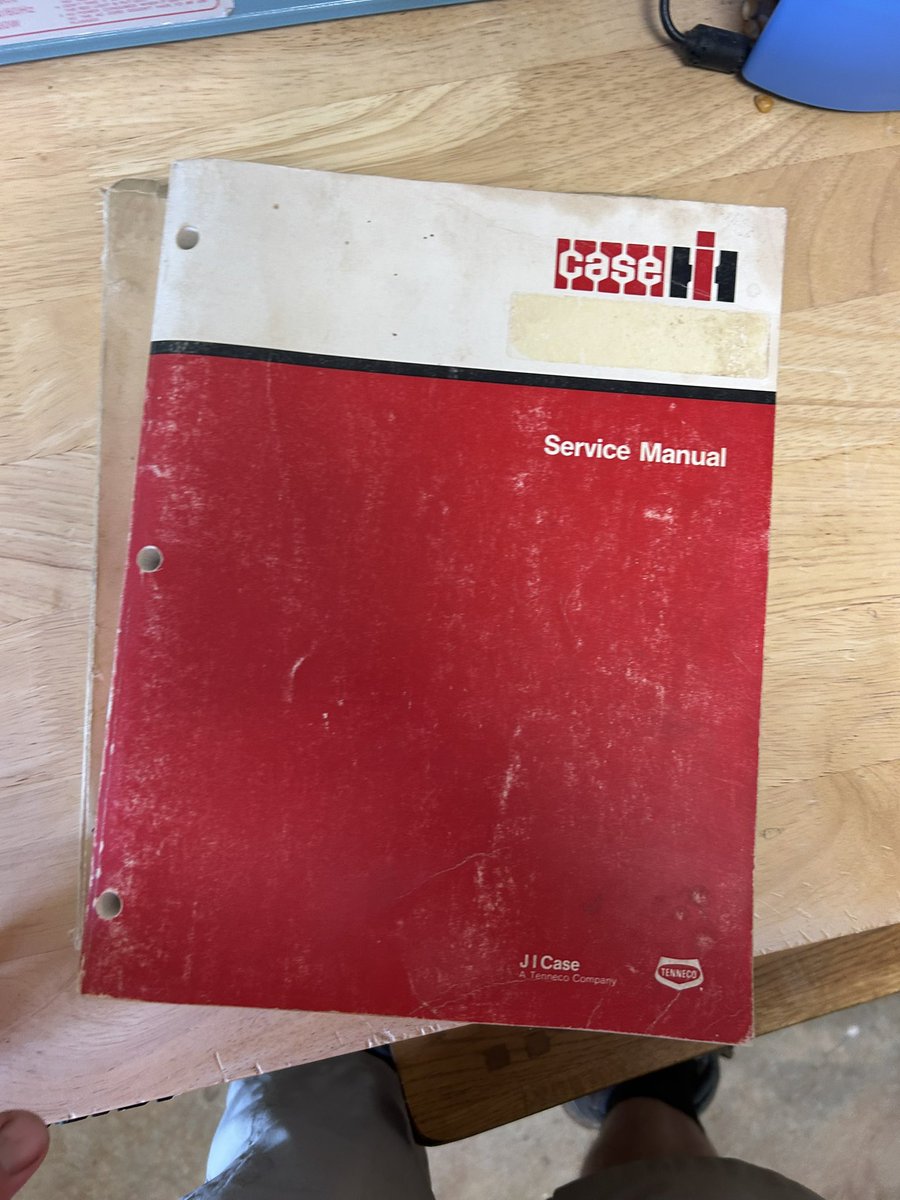 case IH
Service Manual
J I Case
A Tenneco Company
TENNECO